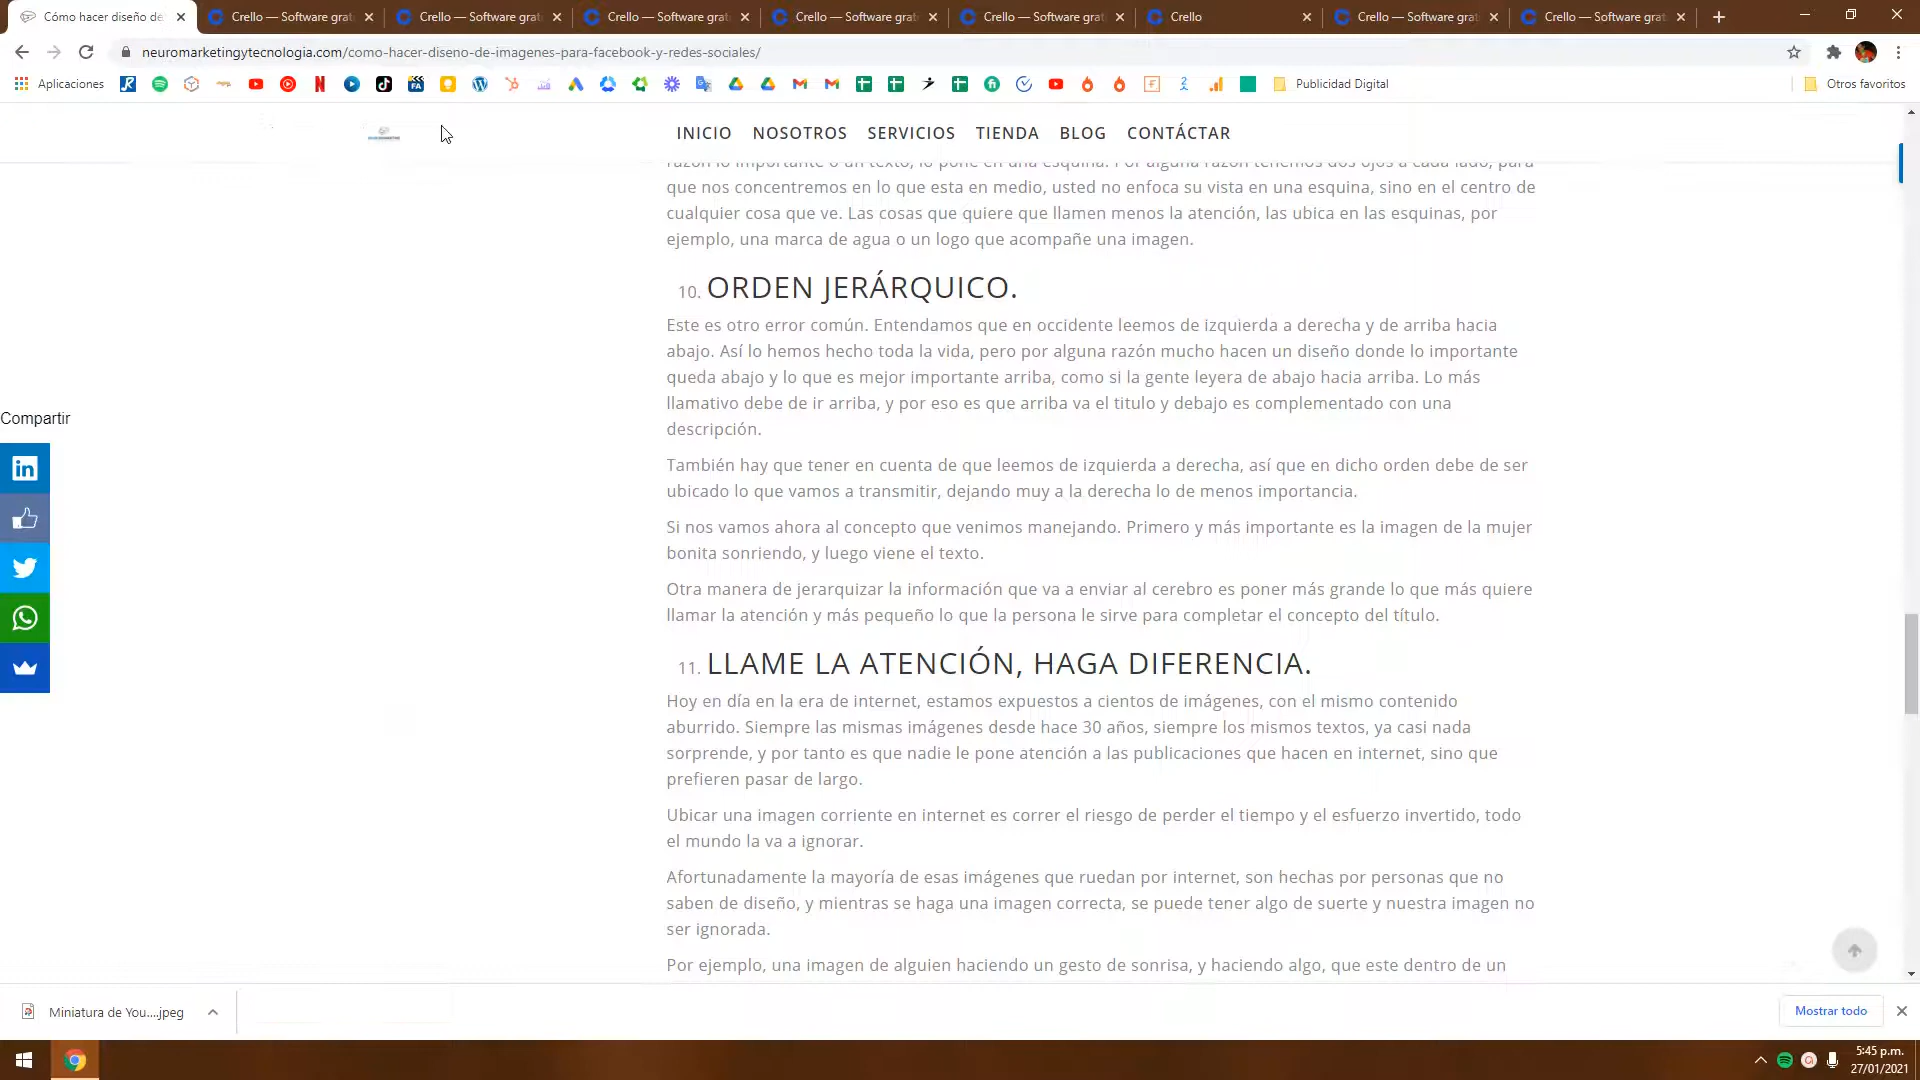 Cómo hacer diseño de
Crello — Software grat
Crello — Software grat
Crello — Software grat
Crello — Software grat
Crello — Software grat
Crello
Crello — Software grat
Crello — Software grat
neuromarketingytecnologia.com/como-hacer-diseno-de-imagenes-para-facebook-y-redes-sociales/
Aplicaciones
Publicidad Digital
Otros favoritos
INICIO NOSOTROS SERVICIOS TIENDA BLOG CONTÁCTAR
razón lo importante o un texto, lo pone en una esquina. Por alguna razón tenemos dos ojos a cada lado, para
que nos concentremos en lo que esta en medio, usted no enfoca su vista en una esquina, sino en el centro de
cualquier cosa que ve. Las cosas que quiere que llamen menos la atención, las ubica en las esquinas, por
ejemplo, una marca de agua o un logo que acompañe una imagen.
10. ORDEN JERÁRQUICO.
Este es otro error común. Entendamos que en occidente leemos de izquierda a derecha y de arriba hacia
abajo. Así lo hemos hecho toda la vida, pero por alguna razón mucho hacen un diseño donde lo importante
queda abajo y lo que es mejor importante arriba, como si la gente leyera de abajo hacia arriba. Lo más
llamativo debe de ir arriba, y por eso es que arriba va el titulo y debajo es complementado con una
descripción.
También hay que tener en cuenta de que leemos de izquierda a derecha, así que en dicho orden debe de ser
ubicado lo que vamos a transmitir, dejando muy a la derecha lo de menos importancia.
Si nos vamos ahora al concepto que venimos manejando. Primero y más importante es la imagen de la mujer
bonita sonriendo, y luego viene el texto.
Otra manera de jerarquizar la información que va a enviar al cerebro es poner más grande lo que más quiere
llamar la atención y más pequeño lo que la persona le sirve para completar el concepto del título.
11. LLAME LA ATENCIÓN, HAGA DIFERENCIA.
Hoy en día en la era de internet, estamos expuestos a cientos de imágenes, con el mismo contenido
aburrido. Siempre las mismas imágenes desde hace 30 años, siempre los mismos textos, ya casi nada
sorprende, y por tanto es que nadie le pone atención a las publicaciones que hacen en internet, sino que
prefieren pasar de largo.
Ubicar una imagen corriente en internet es correr el riesgo de perder el tiempo y el esfuerzo invertido, todo
el mundo la va a ignorar.
Afortunadamente la mayoría de esas imágenes que ruedan por internet, son hechas por personas que no
saben de diseño, y mientras se haga una imagen correcta, se puede tener algo de suerte y nuestra imagen no
ser ignorada.
Por ejemplo, una imagen de alguien haciendo un gesto de sonrisa, y haciendo algo, que este dentro de un
Compartir
Miniatura de You....jpeg
Mostrar todo
5:45 p.m.
27/01/2021